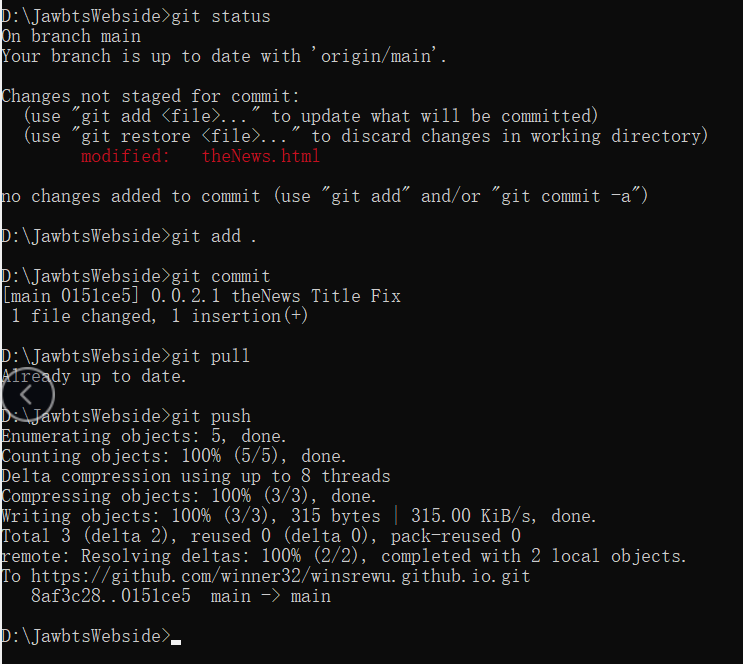 D:\JawbtsWebside>git status
On branch main
Your branch is up to date with 'origin/main'.
Changes not staged for commit:
(use "git add <file>..." to update what will be committed)
(use "git restore <file>..." to discard changes in working directory)
modified: theNews.html
no changes added to commit (use "git add" and/or "git commit -a")
D:\JawbtsWebside>git add .
D:\JawbtsWebside>git commit
[main 0151ce5] 0.0.2.1 theNews Title Fix
1 file changed, 1 insertion(+)
D:\JawbtsWebside>git pull
Already up to date.
D:\JawbtsWebside>git push
Enumerating objects: 5, done.
Counting objects: 100% (5/5), done.
Delta compression using up to 8 threads
Compressing objects: 100% (3/3), done.
Writing objects: 100% (3/3), 315 bytes | 315.00 KiB/s, done.
Total 3 (delta 2), reused 0 (delta 0), pack-reused 0
remote: Resolving deltas: 100% (2/2), completed with 2 local objects.
To https://github.com/winner32/winsrewu.github.io.git
8af3c28..0151ce5 main -> main
D:\JawbtsWebside>